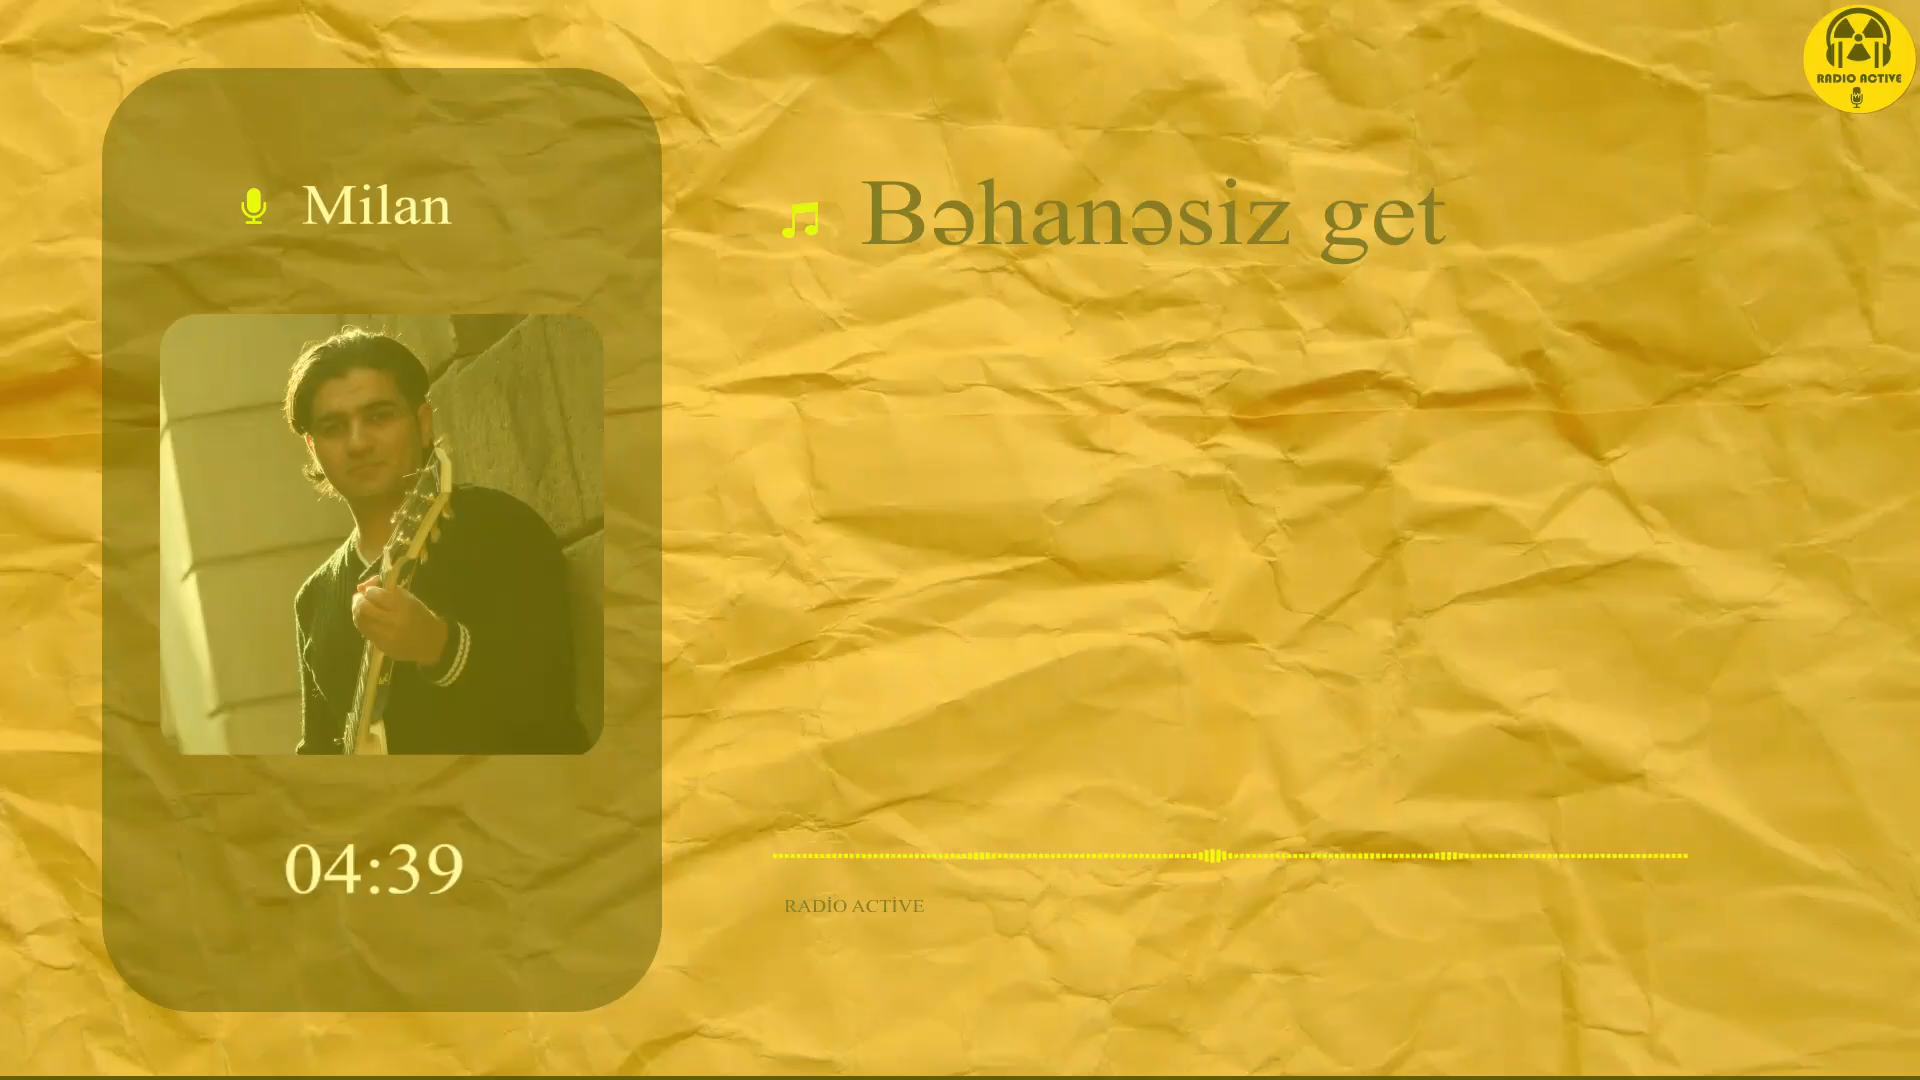 RADIO ACTIVE
Milan
Bəhanəsiz get
04:39
RADİO ACTİVE